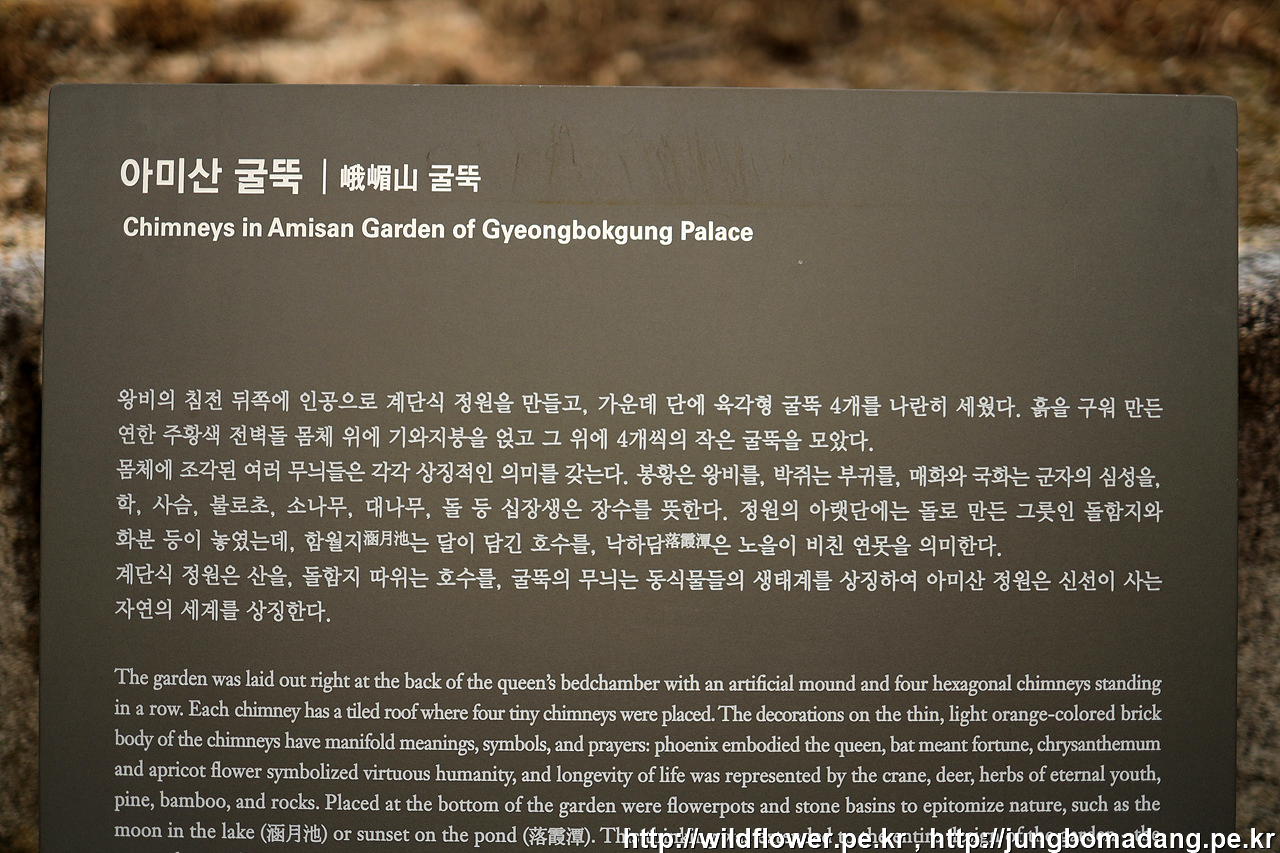 아미산 굴뚝 | 峨嵋山 굴뚝
Chimneys in Amisan Garden of Gyeongbokgung Palace
왕비의 침전 뒤쪽에 인공으로 계단식 정원을 만들고, 가운데 단에 육각형 굴뚝 4개를 나란히 세웠다. 흙을 구워 만든
연한 주황색 전벽돌 몸체 위에 기와지붕을 얹고 그 위에 4개씩의 작은 굴뚝을 모았다.
몸체에 조각된 여러 무늬들은 각각 상징적인 의미를 갖는다. 봉황은 왕비를, 박쥐는 부귀를, 매화와 국화는 군자의 심성을,
학, 사슴, 불로초, 소나무, 대나무, 돌 등 십장생은 장수를 뜻한다. 정원의 아랫단에는 돌로 만든 그릇인 돌함지와
화분 등이 놓였는데, 함월지涵月池는 달이 담긴 호수를, 낙하담落霞潭은 노을이 비친 연못을 의미한다.
계단식 정원은 산을, 돌함지 따위는 호수를, 굴뚝의 무늬는 동식물들의 생태계를 상징하여 아미산 정원은 신선이 사는
자연의 세계를 상징한다.
The garden was laid out right at the back of the queen's bedchamber with an artificial mound and four hexagonal chimneys standing
in a row. Each chimney has a tiled roof where four tiny chimneys were placed. The decorations on the thin, light orange-colored brick
body of the chimneys have manifold meanings, symbols, and prayers: phoenix embodied the queen, bat meant fortune, chrysanthemum
and apricot flower symbolized virtuous humanity, and longevity of life was represented by the crane, deer, herbs of eternal youth,
pine, bamboo, and rocks. Placed at the bottom of the garden were flowerpots and stone basins to epitomize nature, such as the
moon in the lake (涵月池) or sunset on the pond (落霞潭).
http://wildflower.pe.kr , http://jungbomadang.pe.kr